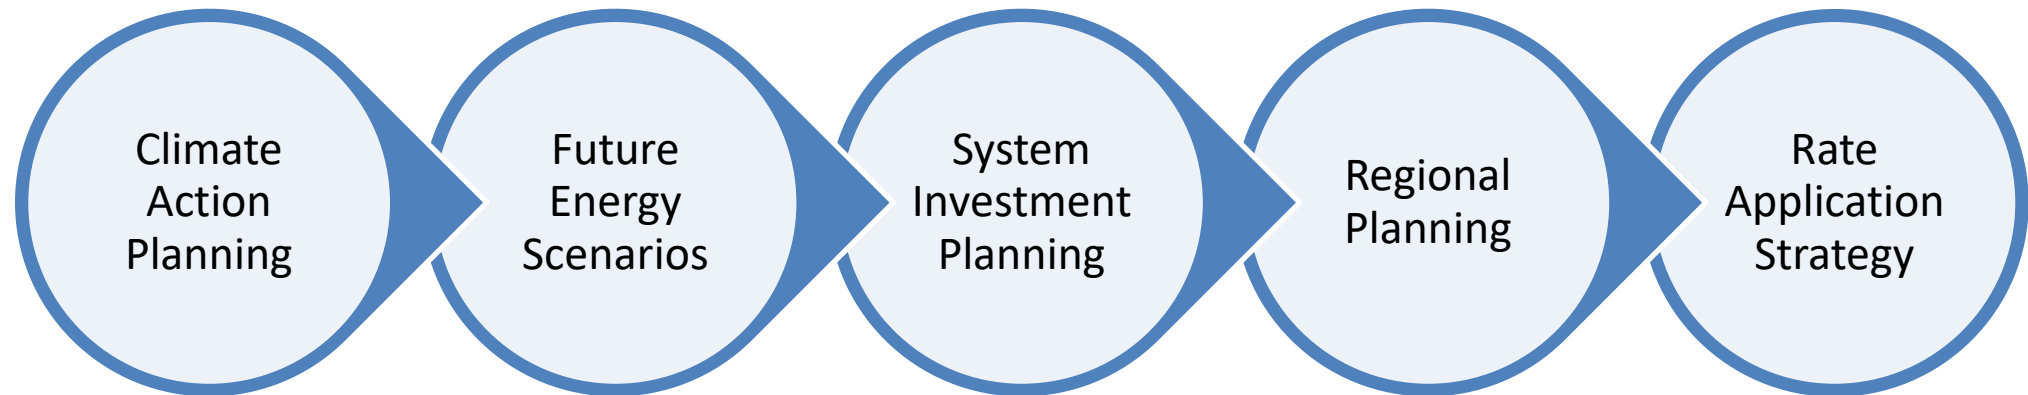 Climate
Action
Planning
Future
Energy
Scenarios
System
Investment
Planning
Regional
Planning
Rate
Application
Strategy